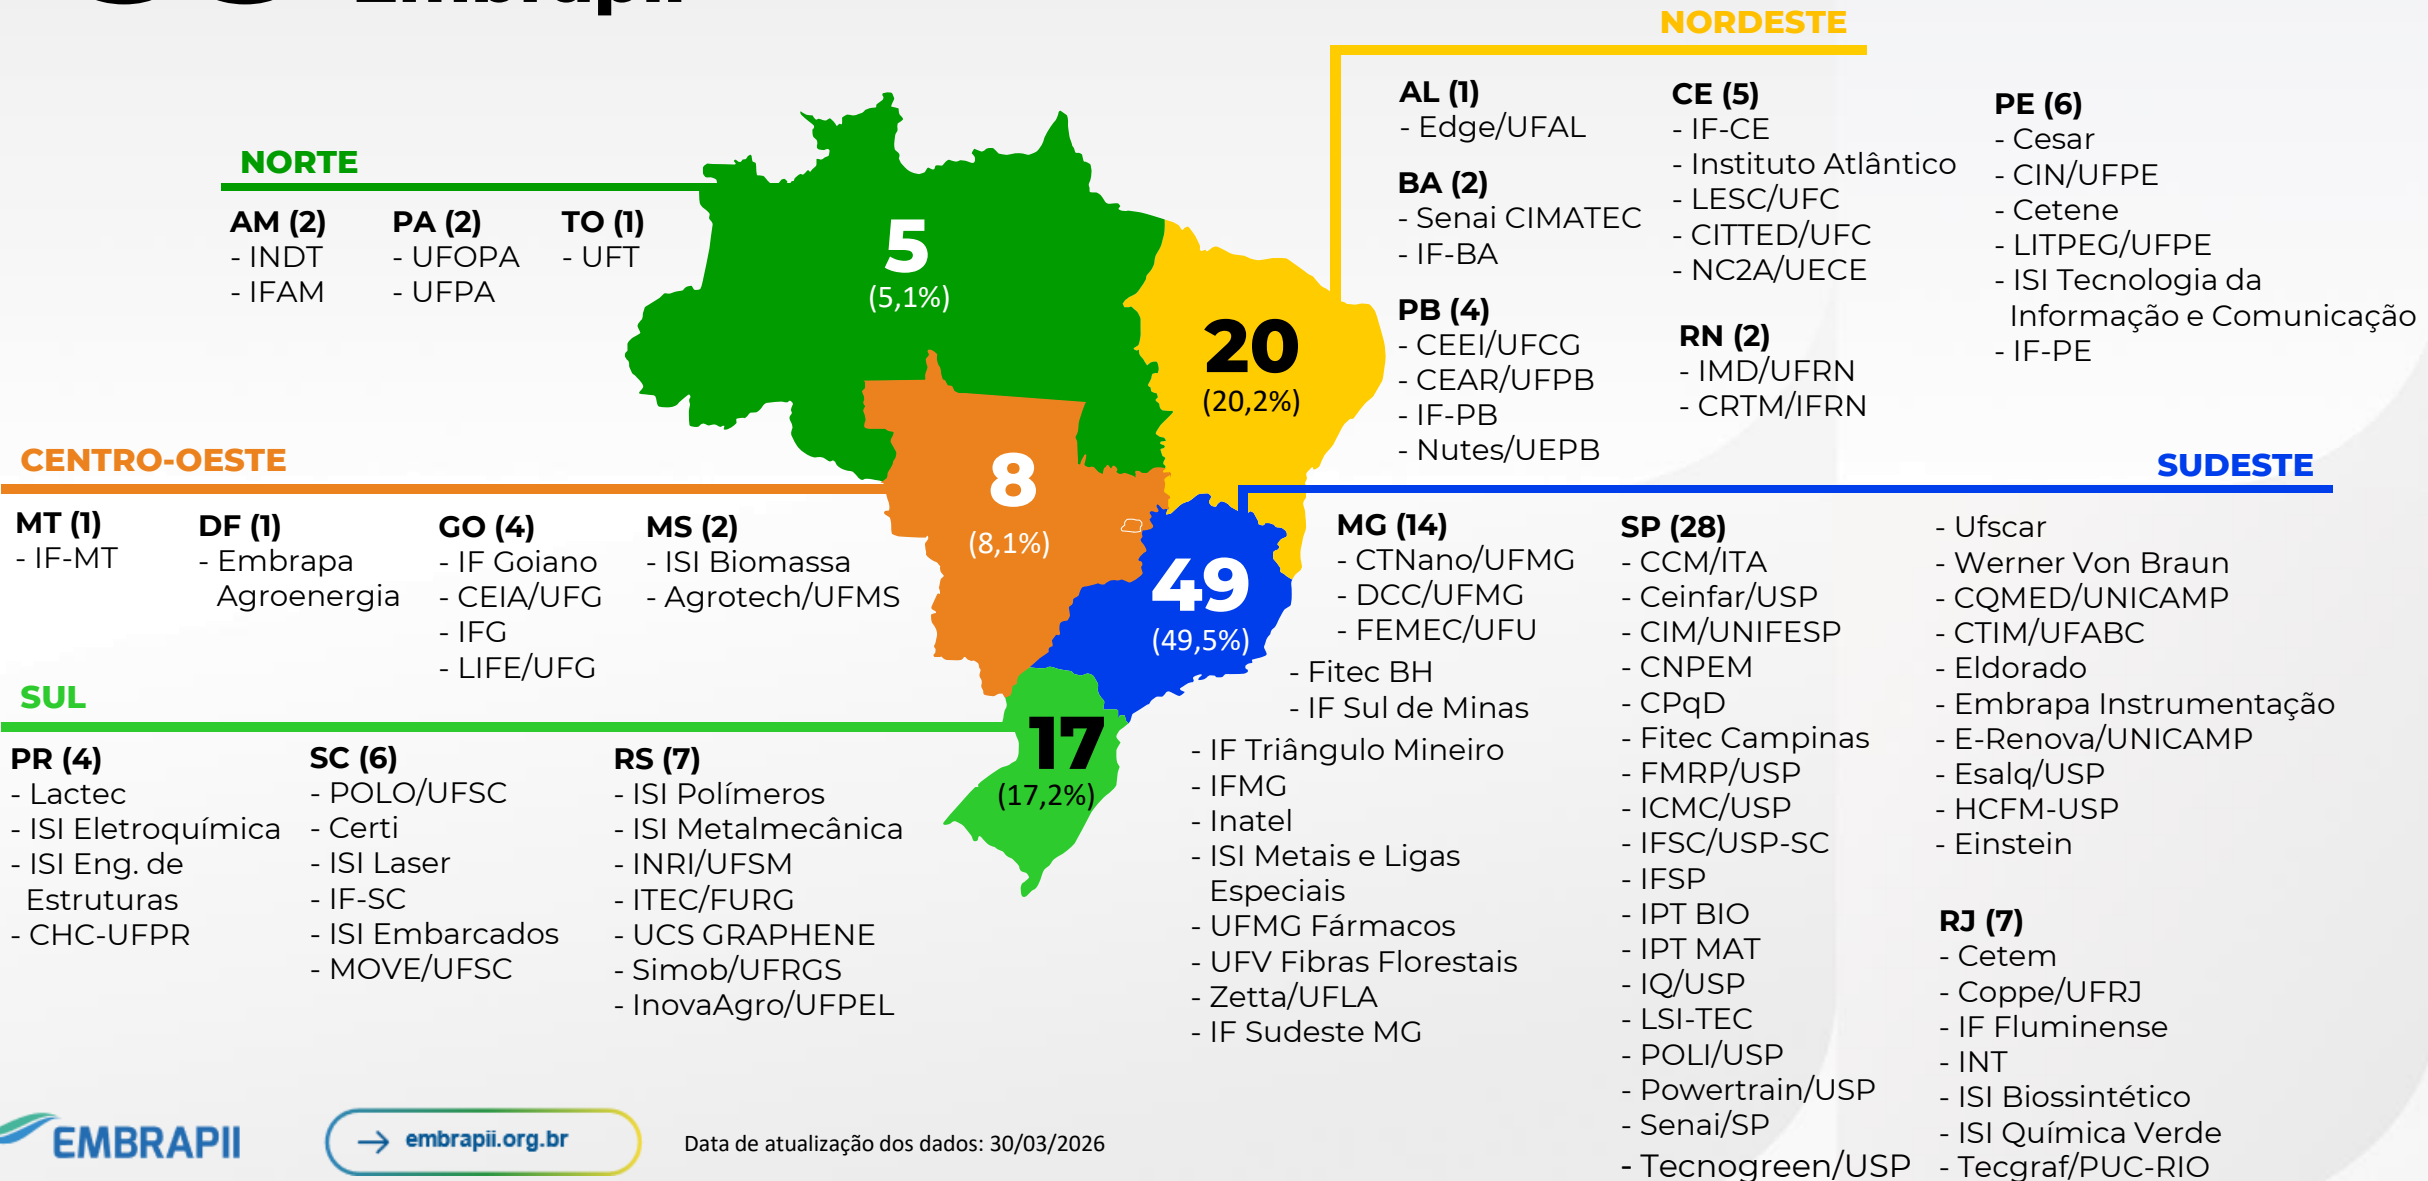 Embrapii
NORDESTE
AL (1)
- Edge/UFAL
BA (2)
- Senai CIMATEC
- IF-BA
PB (4)
- CEEI/UFCG
- CEAR/UFPB
- IF-PB
- Nutes/UEPB
CE (5)
- IF-CE
- Instituto Atlântico
- LESC/UFC
- CITTED/UFC
- NC2A/UECE
RN (2)
- IMD/UFRN
- CRTM/IFRN
PE (6)
- Cesar
- CIN/UFPE
- Cetene
- LITPEG/UFPE
- ISI Tecnologia da
Informação e Comunicação
- IF-PE
NORTE
AM (2)
- INDT
- IFAM
PA (2)
- UFOPA
- UFPA
TO (1)
- UFT
5
(5,1%)
20
(20,2%)
8
(8,1%)
49
(49,5%)
17
(17,2%)
CENTRO-OESTE
MT (1)
- IF-MT
DF (1)
- Embrapa
Agroenergia
GO (4)
- IF Goiano
- CEIA/UFG
- IFG
- LIFE/UFG
MS (2)
- ISI Biomassa
- Agrotech/UFMS
SUDESTE
MG (14)
- CTNano/UFMG
- DCC/UFMG
- FEMEC/UFU
- Fitec BH
- IF Sul de Minas
- IF Triângulo Mineiro
- IFMG
- Inatel
- ISI Metais e Ligas
Especiais
- UFMG Fármacos
- UFV Fibras Florestais
- Zetta/UFLA
- IF Sudeste MG
SP (28)
- CCM/ITA
- Ceinfar/USP
- CIM/UNIFESP
- CNPEM
- CPqD
- Fitec Campinas
- FMRP/USP
- ICMC/USP
- IFSC/USP-SC
- IFSP
- IPT BIO
- IPT MAT
- IQ/USP
- LSI-TEC
- POLI/USP
- Powertrain/USP
- Senai/SP
- Tecnogreen/USP
- Ufscar
- Werner Von Braun
- CQMED/UNICAMP
- CTIM/UFABC
- Eldorado
- Embrapa Instrumentação
- E-Renova/UNICAMP
- Esalq/USP
- HCFM-USP
- Einstein
RJ (7)
- Cetem
- Coppe/UFRJ
- IF Fluminense
- INT
- ISI Biossintético
- ISI Química Verde
- Tecgraf/PUC-RIO
SUL
PR (4)
- Lactec
- ISI Eletroquímica
- ISI Eng. de
Estruturas
- CHC-UFPR
SC (6)
- POLO/UFSC
- Certi
- ISI Laser
- IF-SC
- ISI Embarcados
- MOVE/UFSC
RS (7)
- ISI Polímeros
- ISI Metalmecânica
- INRI/UFSM
- ITEC/FURG
- UCS GRAPHENE
- Simob/UFRGS
- InovaAgro/UFPEL
EMBRAPII
→ embrapii.org.br
Data de atualização dos dados: 30/03/2026